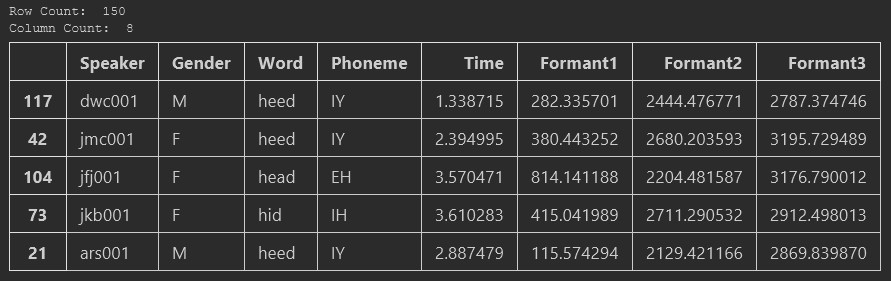 Row Count: 150
Column Count: 8
Speaker Gender Word Phoneme Time Formant1 Formant2 Formant3
117 dwc001 M heed IY 1.338715 282.335701 2444.476771 2787.374746
42 jmc001 F heed IY 2.394995 380.443252 2680.203593 3195.729489
104 jfj001 F head EH 3.570471 814.141188 2204.481587 3176.790012
73 jkb001 F hid IH 3.610283 415.041989 2711.290532 2912.498013
21 ars001 M heed IY 2.887479 115.574294 2129.421166 2869.839870